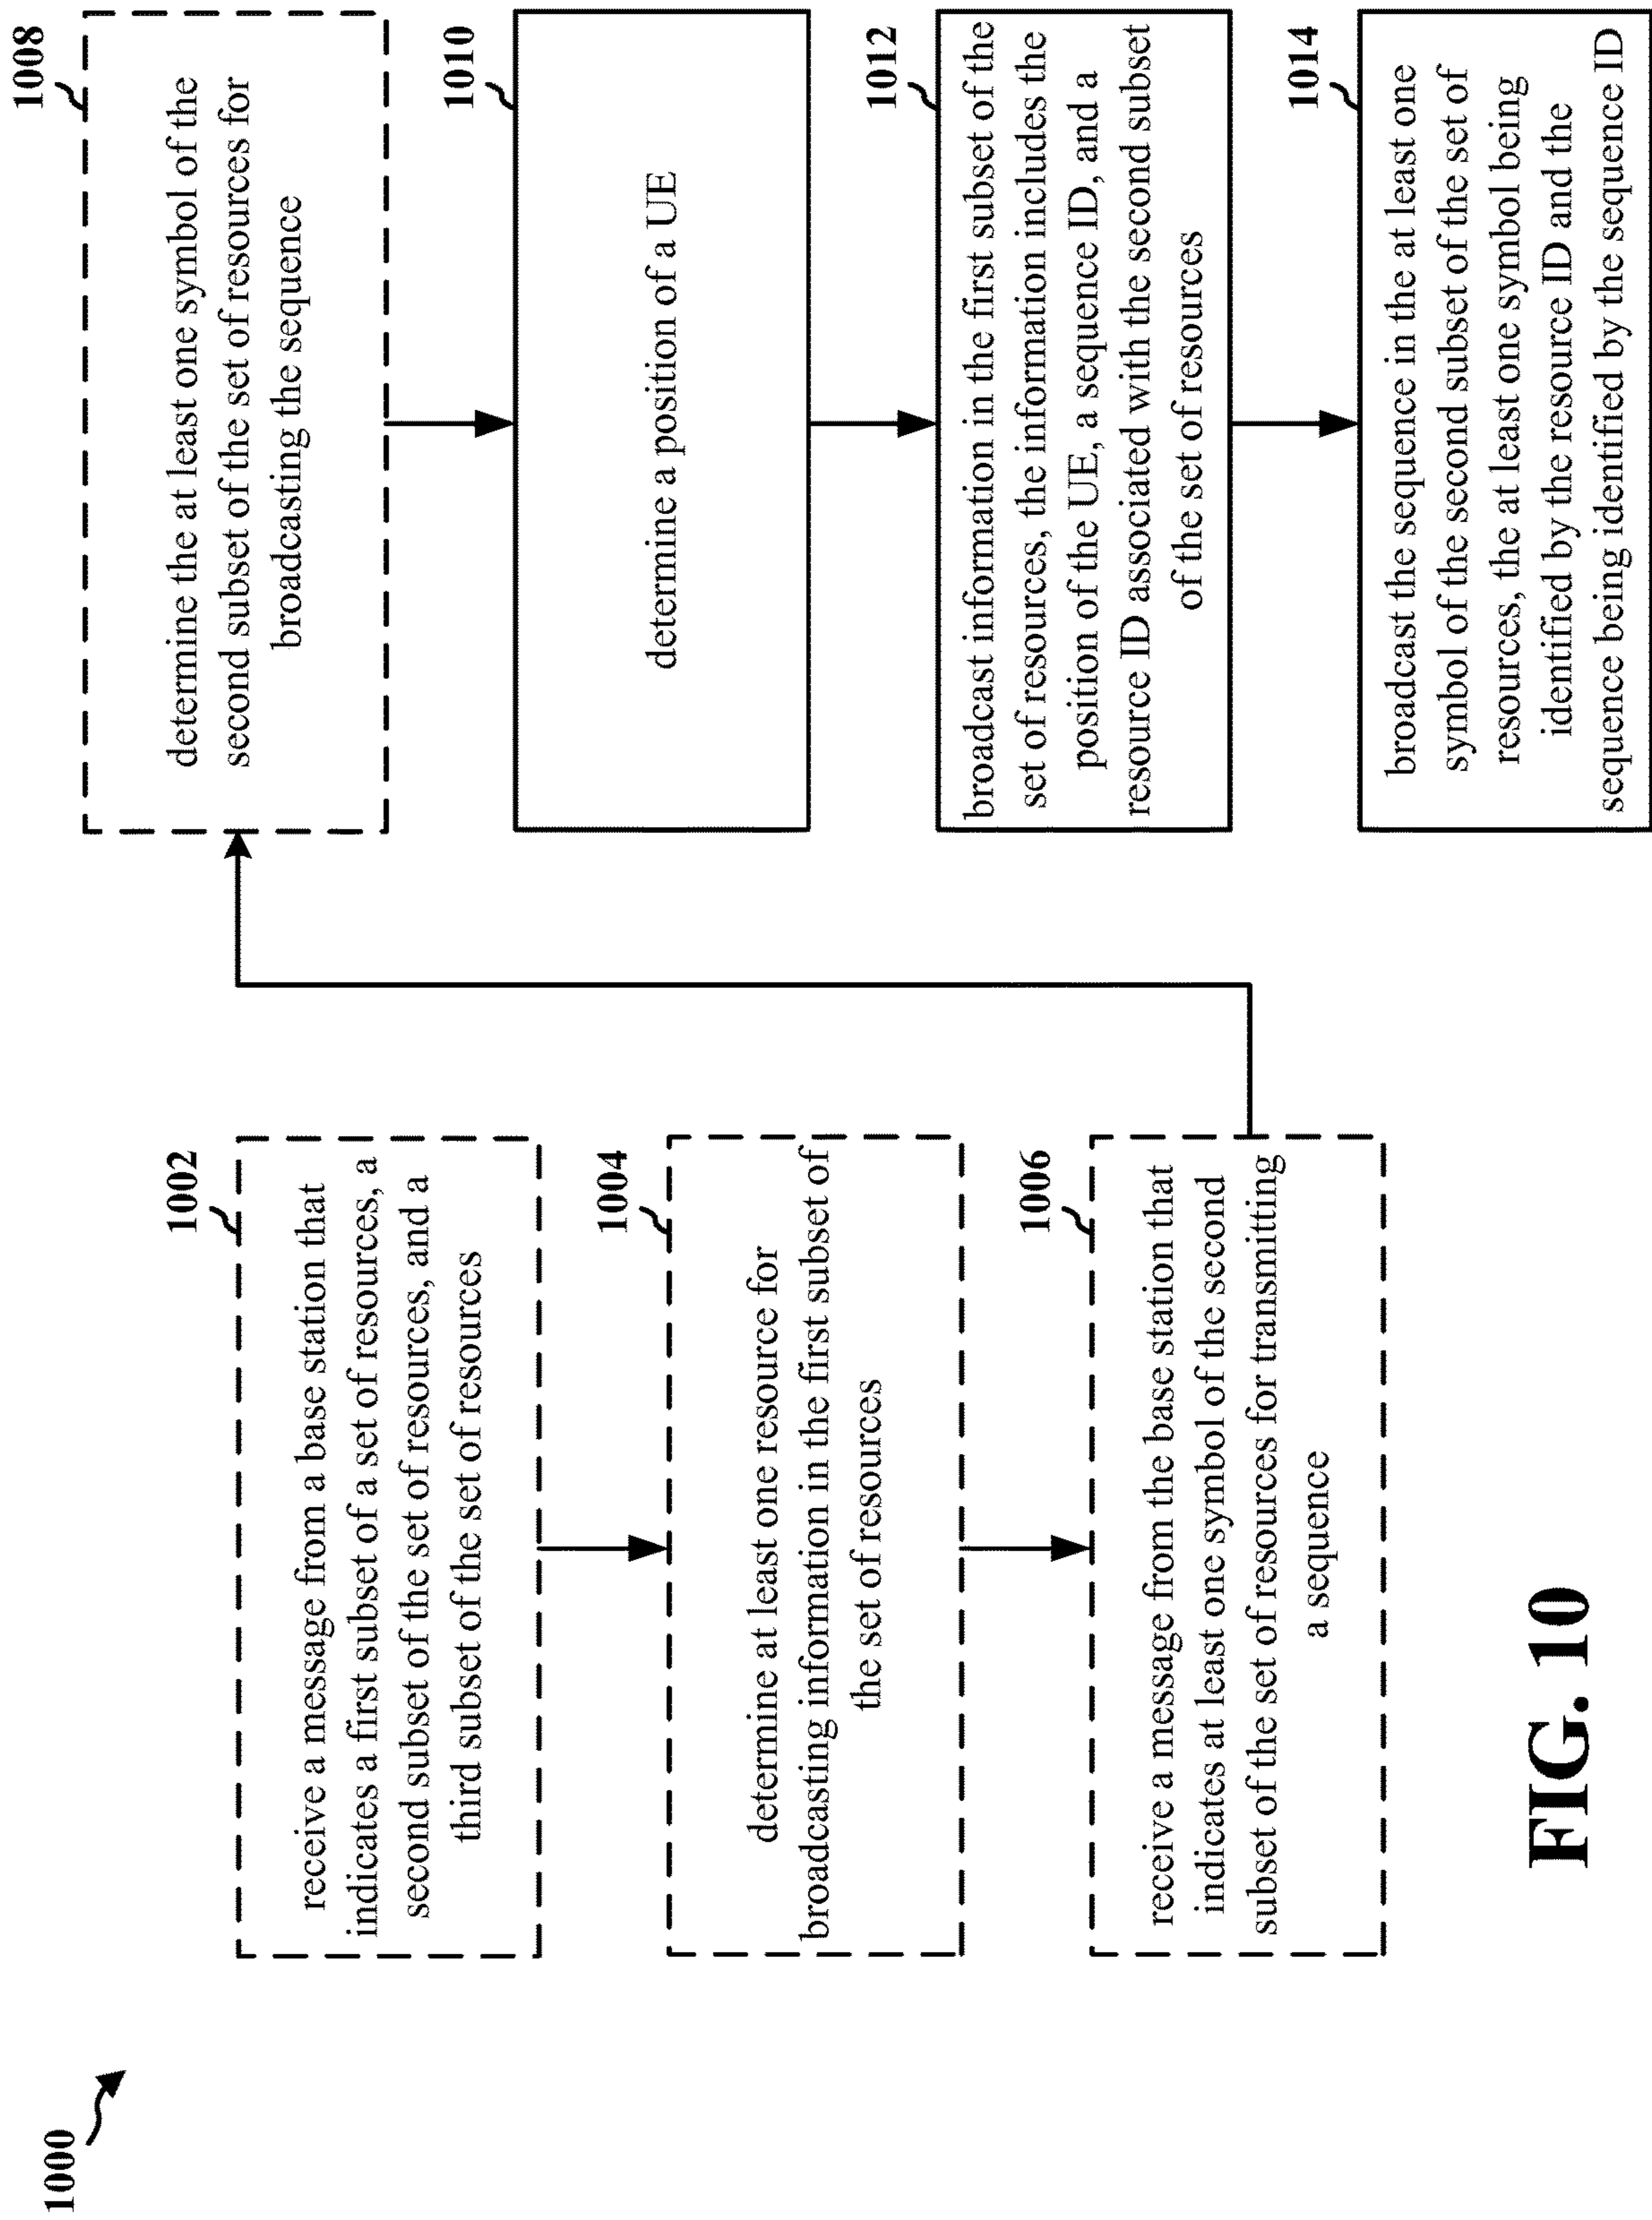 1000
1002
receive a message from a base station that
indicates a first subset of a set of resources, a
second subset of the set of resources, and a
third subset of the set of resources
1004
determine at least one resource for
broadcasting information in the first subset of
the set of resources
1006
receive a message from the base station that
indicates at least one symbol of the second
subset of the set of resources for transmitting
a sequence
1008
determine the at least one symbol of the
second subset of the set of resources for
broadcasting the sequence
1010
determine a position of a UE
1012
broadcast information in the first subset of the
set of resources, the information includes the
position of the UE, a sequence ID, and a
resource ID associated with the second subset
of the set of resources
1014
broadcast the sequence in the at least one
symbol of the second subset of the set of
resources, the at least one symbol being
identified by the resource ID and the
sequence being identified by the sequence ID
FIG. 10